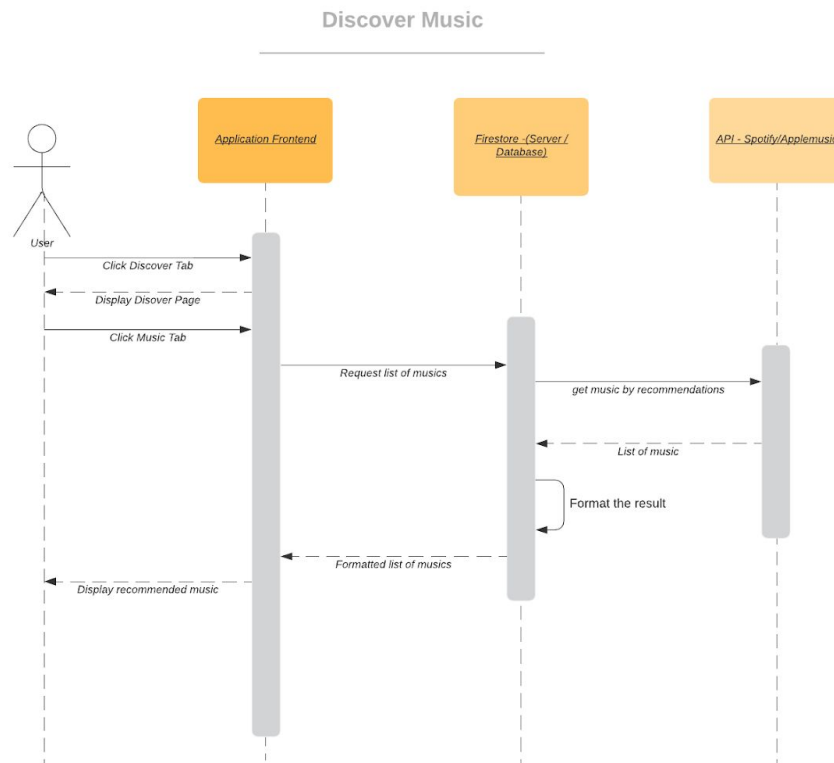 Discover Music
Application Frontend
Firestore -(Server /
Database)
API - Spotify/Applemusic
User
Click Discover Tab
Display Disover Page
Click Music Tab
Request list of musics
get music by recommendations
List of music
Format the result
Formatted list of musics
Display recommended music